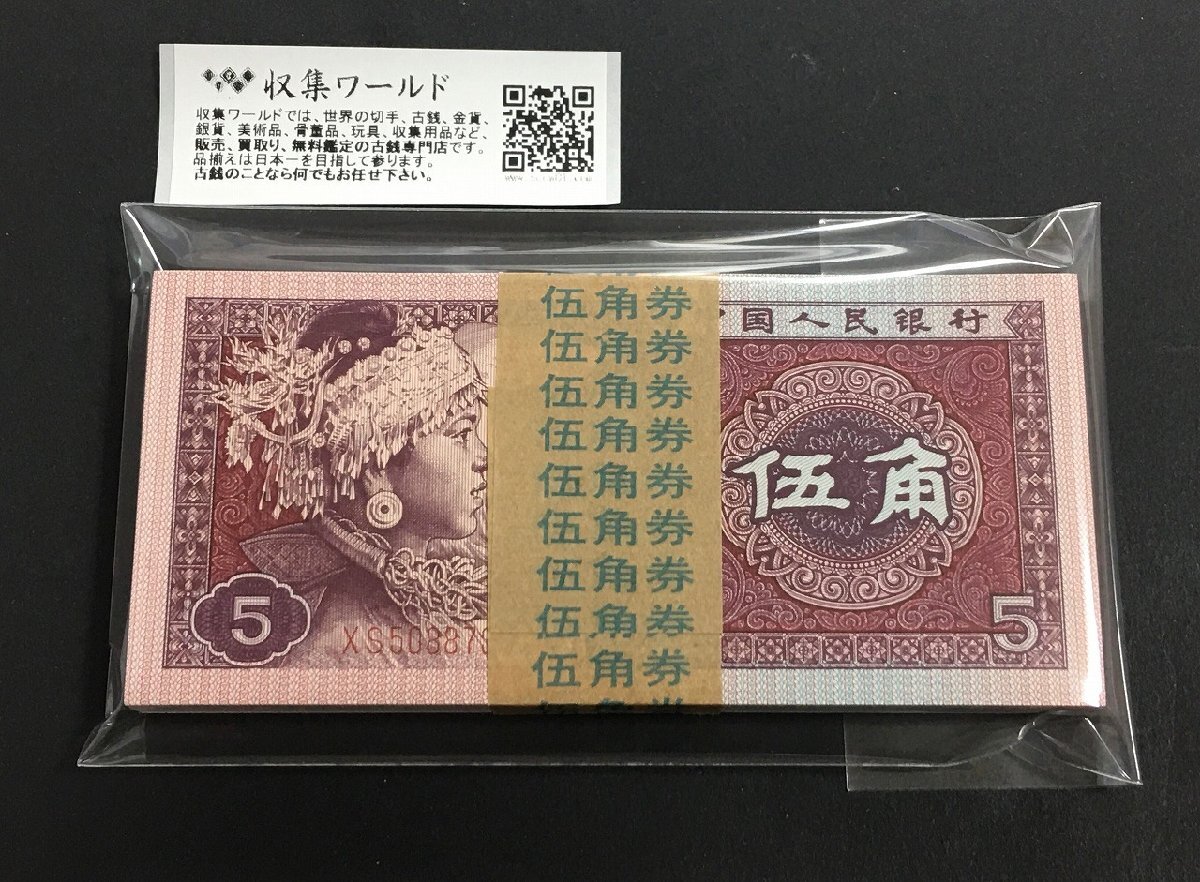 収集ワールド
収集ワールドでは、世界の切手、古銭、金貨、
銀貨、美術品、骨董品、玩具、収集用品など、
販売、買取り、無料鑑定の古銭専門店です。
品揃えは日本一を目指して参ります。
古銭のことなら何でもお任せ下さい。
国人民银行
伍角券
伍角券
伍角券
伍角券
伍角券
伍角券
伍角券
伍角券
伍角券
伍角
5
5
XS503873